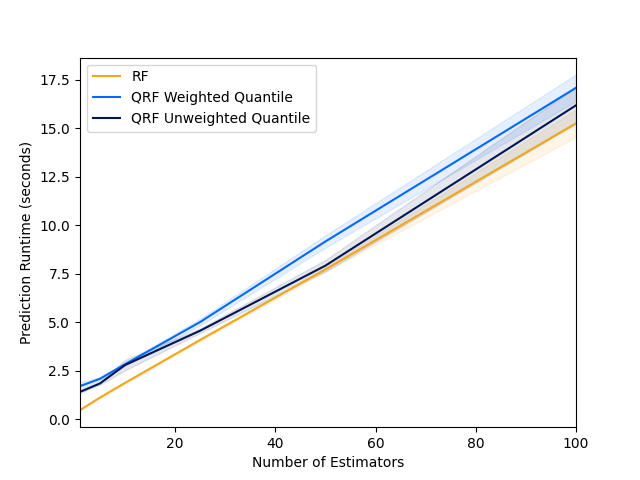 RF
QRF Weighted Quantile
QRF Unweighted Quantile
17.5
15.0
12.5
10.0
7.5
5.0
2.5
0.0
Prediction Runtime (seconds)
20 40 60 80 100
Number of Estimators